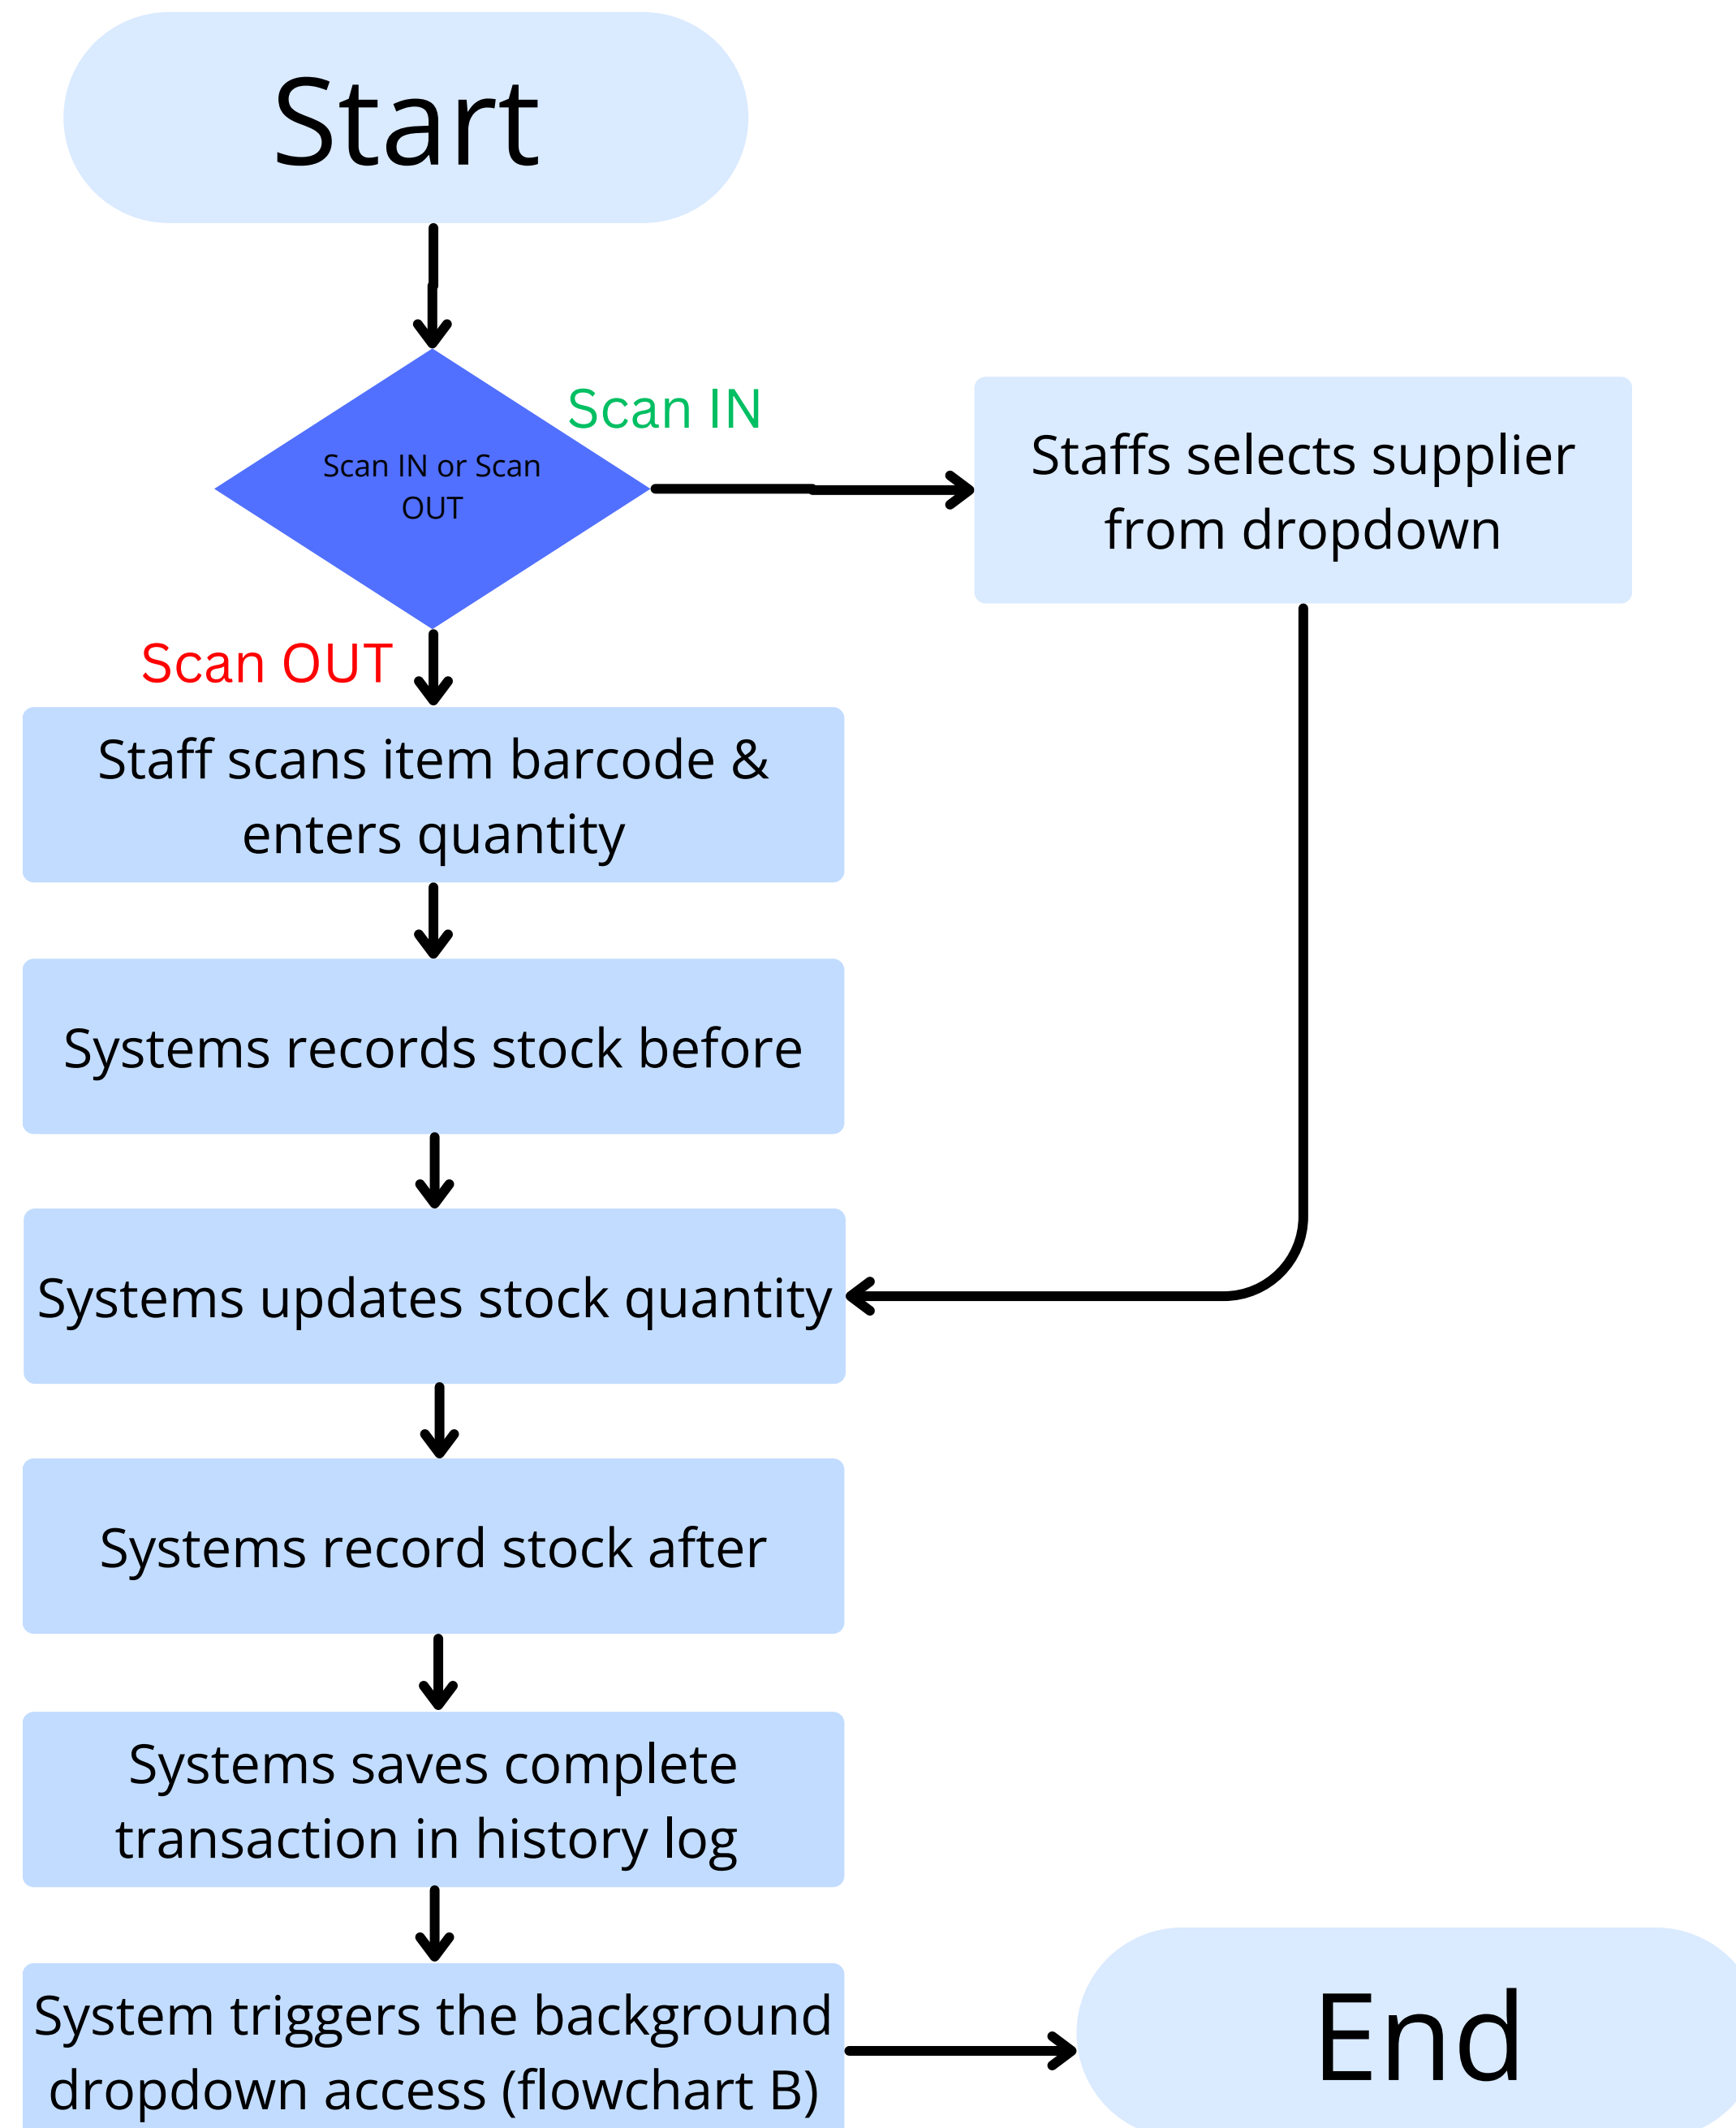 Start
Scan IN
Scan IN or Scan
OUT
Staffs selects supplier
from dropdown
Scan OUT
Staff scans item barcode &
enters quantity
Systems records stock before
Systems updates stock quantity
Systems record stock after
Systems saves complete
transaction in history log
System triggers the background
dropdown access (flowchart B)
End